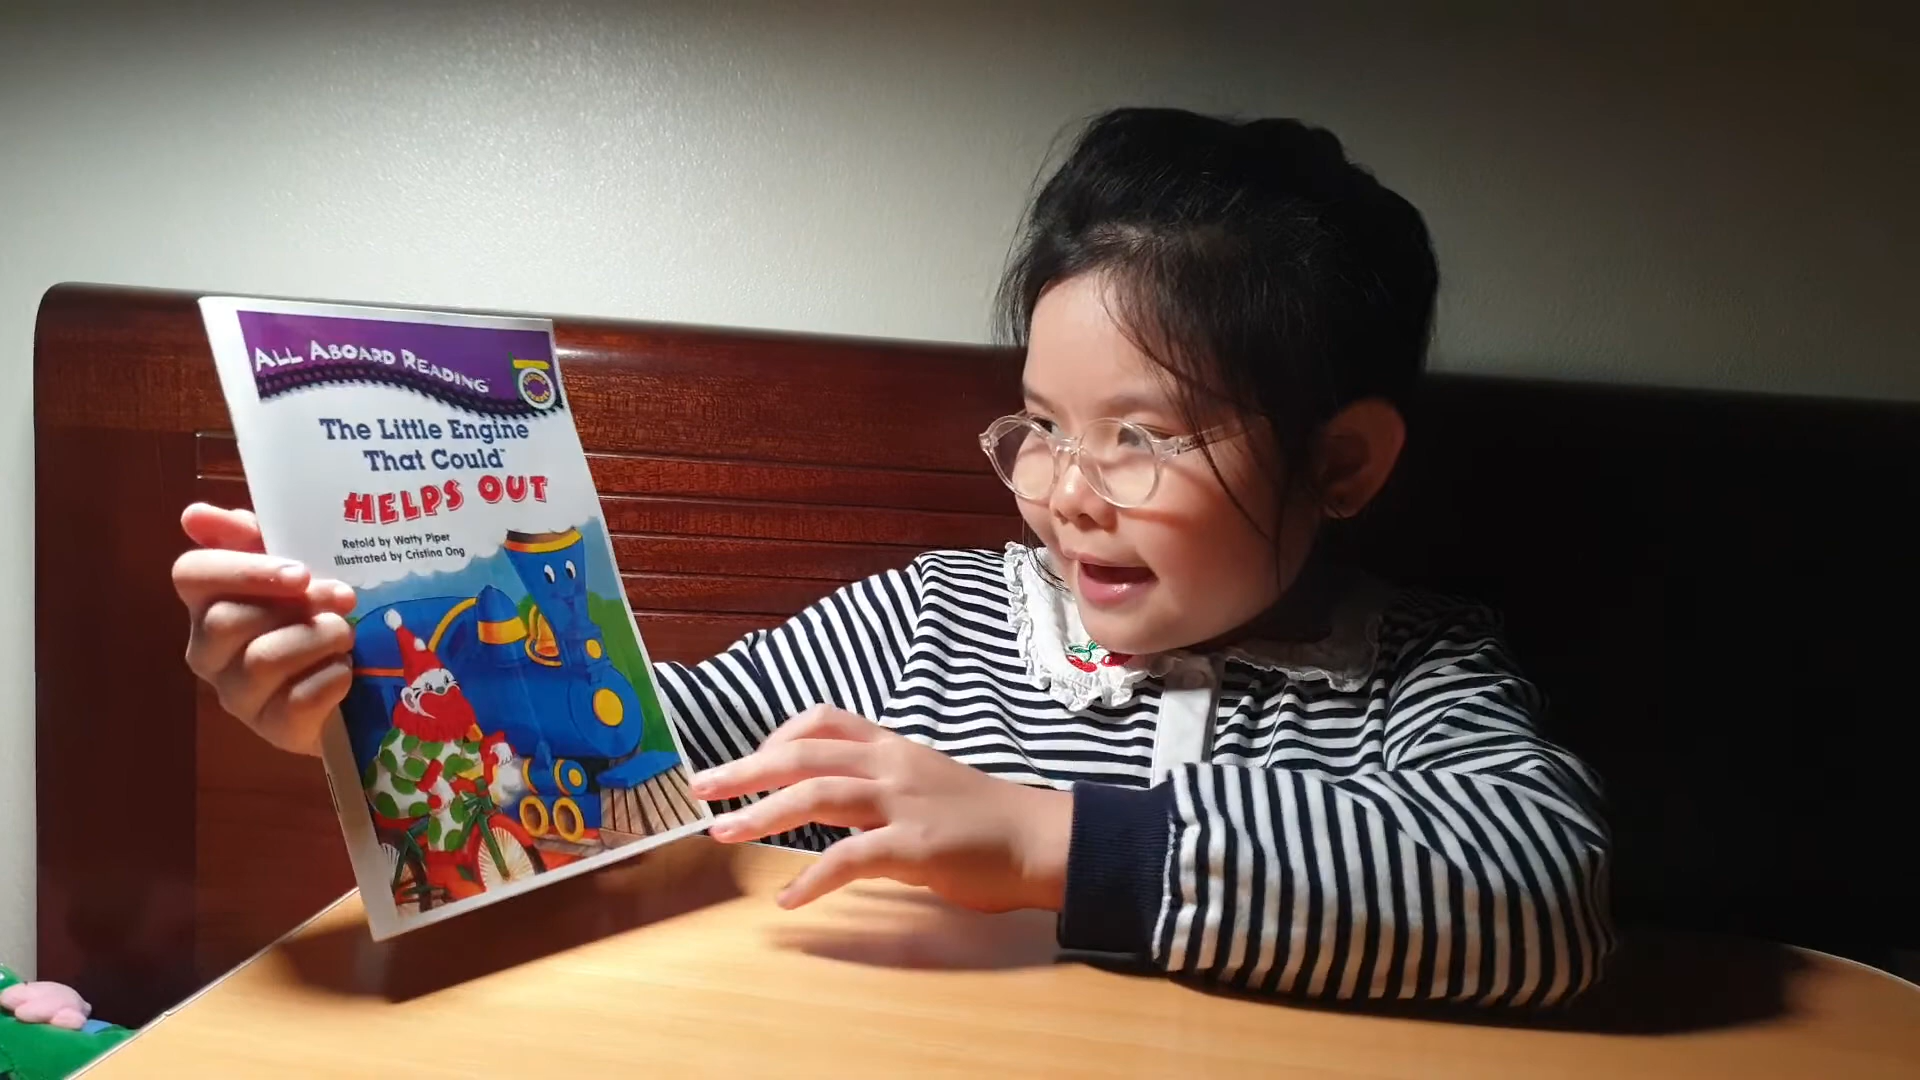 ALL ABOARD READING
The Little Engine
That Could™
HELPS OUT
Retold by Watty Piper
Illustrated by Cristina Ong